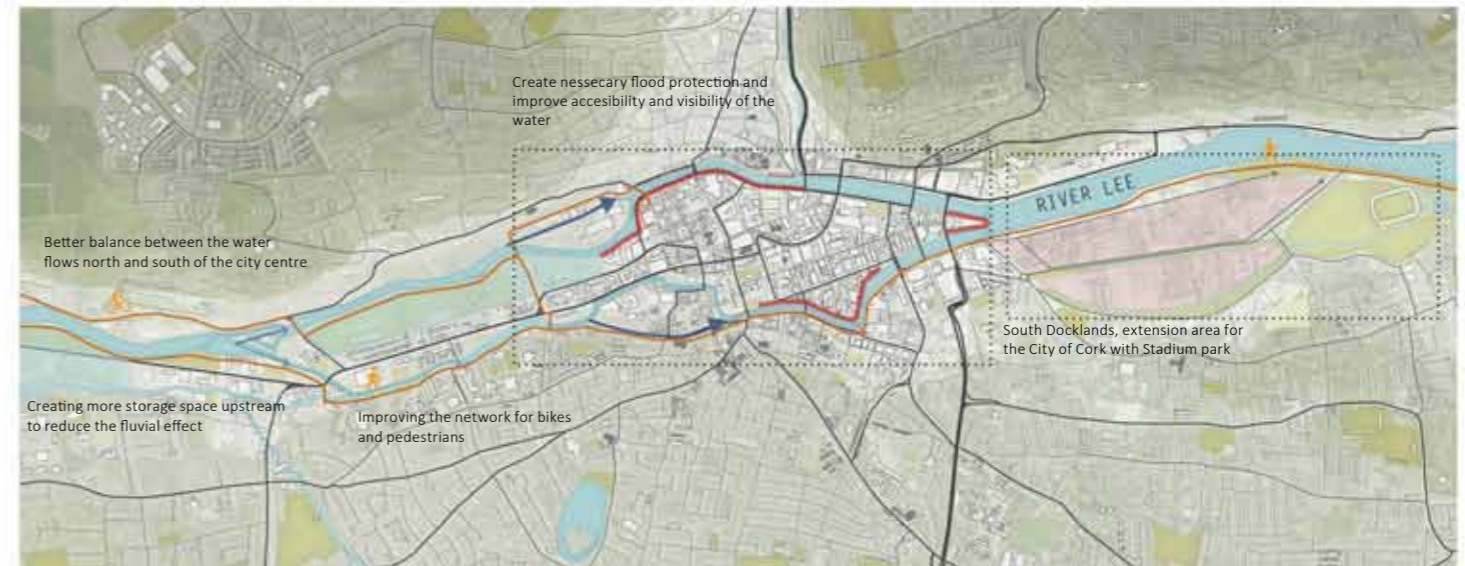 Create nessecary flood protection and
improve accesibility and visibility of the
water
RIVER LEE
Better balance between the water
flows north and south of the city centre
South Docklands, extension area for
the City of Cork with Stadium park
Creating more storage space upstream
to reduce the fluvial effect
Improving the network for bikes
and pedestrians